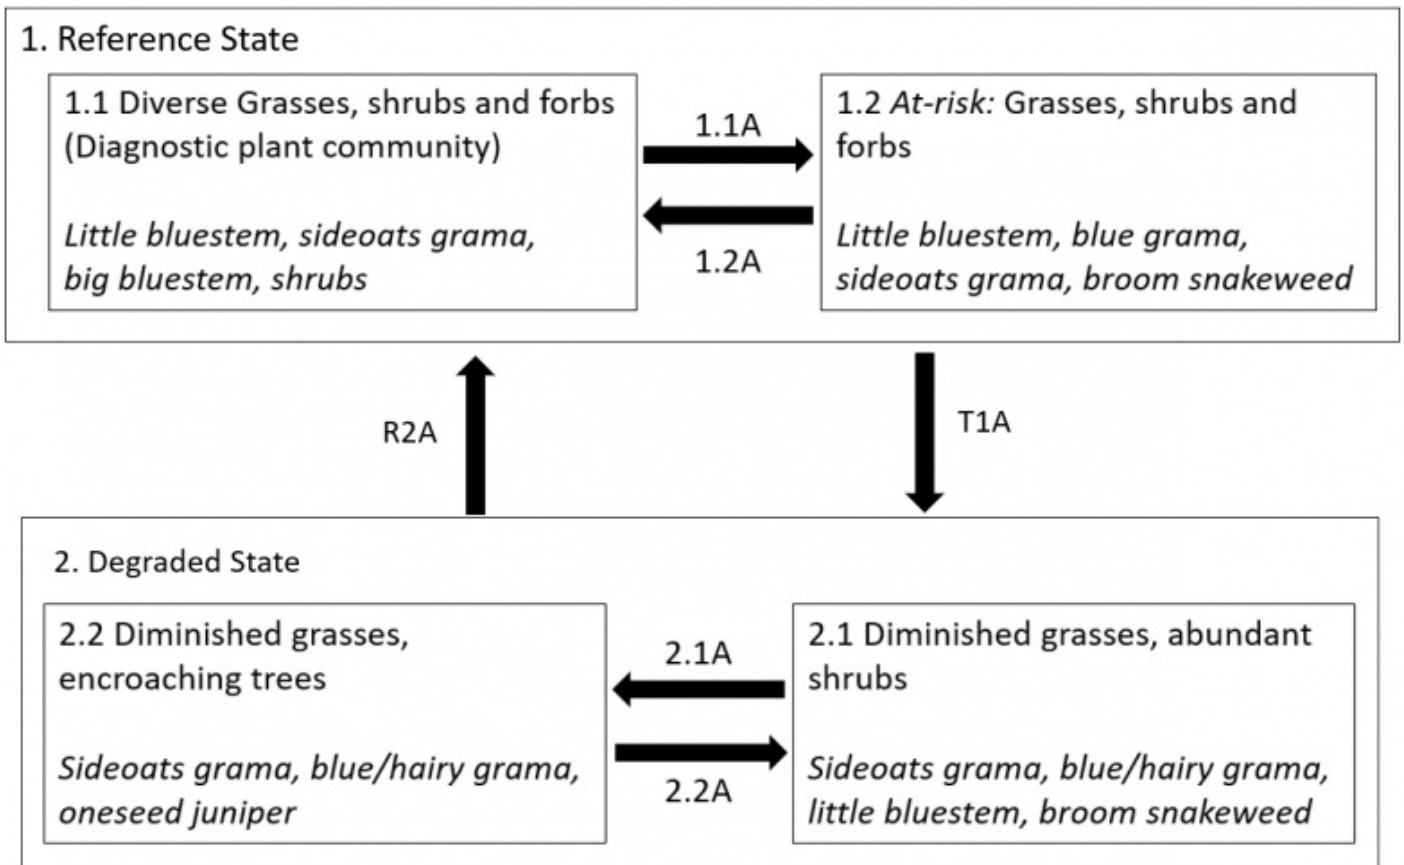 1. Reference State
1.1 Diverse Grasses, shrubs and forbs
(Diagnostic plant community)
Little bluestem, sideoats grama,
big bluestem, shrubs
1.1A
1.2A
1.2 At-risk: Grasses, shrubs and
forbs
Little bluestem, blue grama,
sideoats grama, broom snakeweed
R2A
T1A
2. Degraded State
2.2 Diminished grasses,
encroaching trees
Sideoats grama, blue/hairy grama,
oneseed juniper
2.1A
2.2A
2.1 Diminished grasses, abundant
shrubs
Sideoats grama, blue/hairy grama,
little bluestem, broom snakeweed